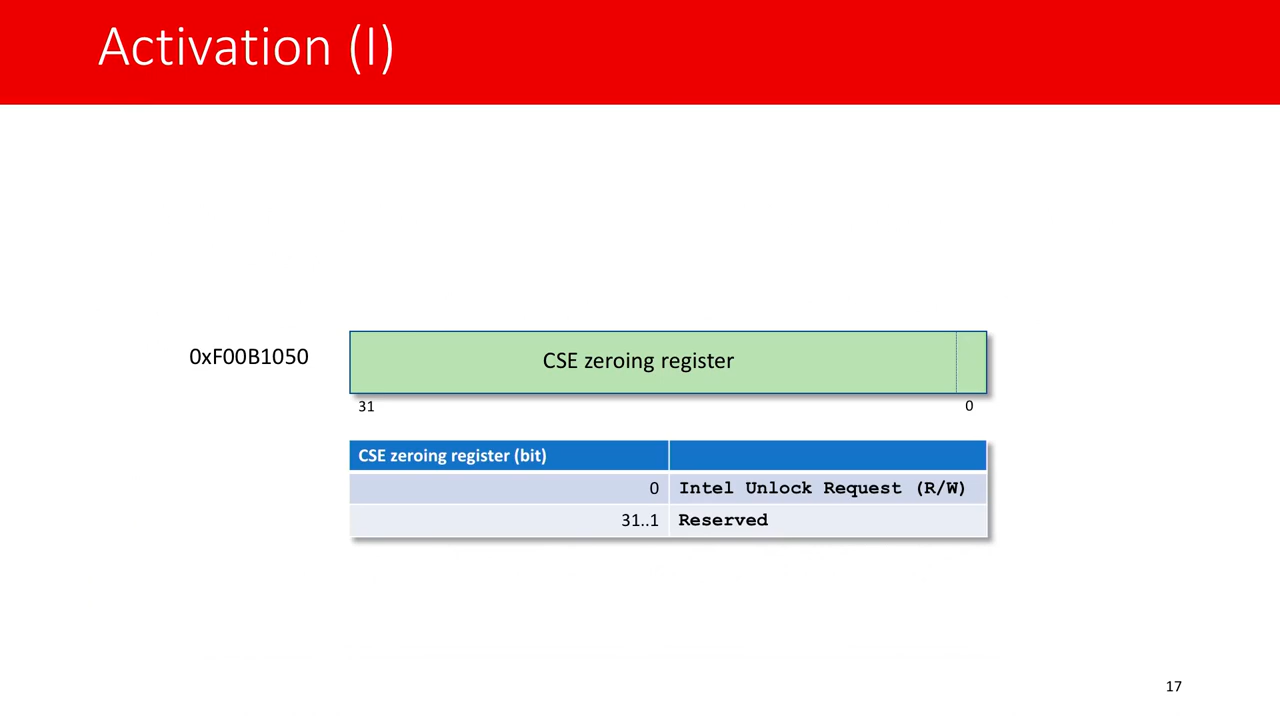 Activation (I)
0xF00B1050
CSE zeroing register
31
0
CSE zeroing register (bit)
0 Intel Unlock Request (R/W)
31..1 Reserved
17